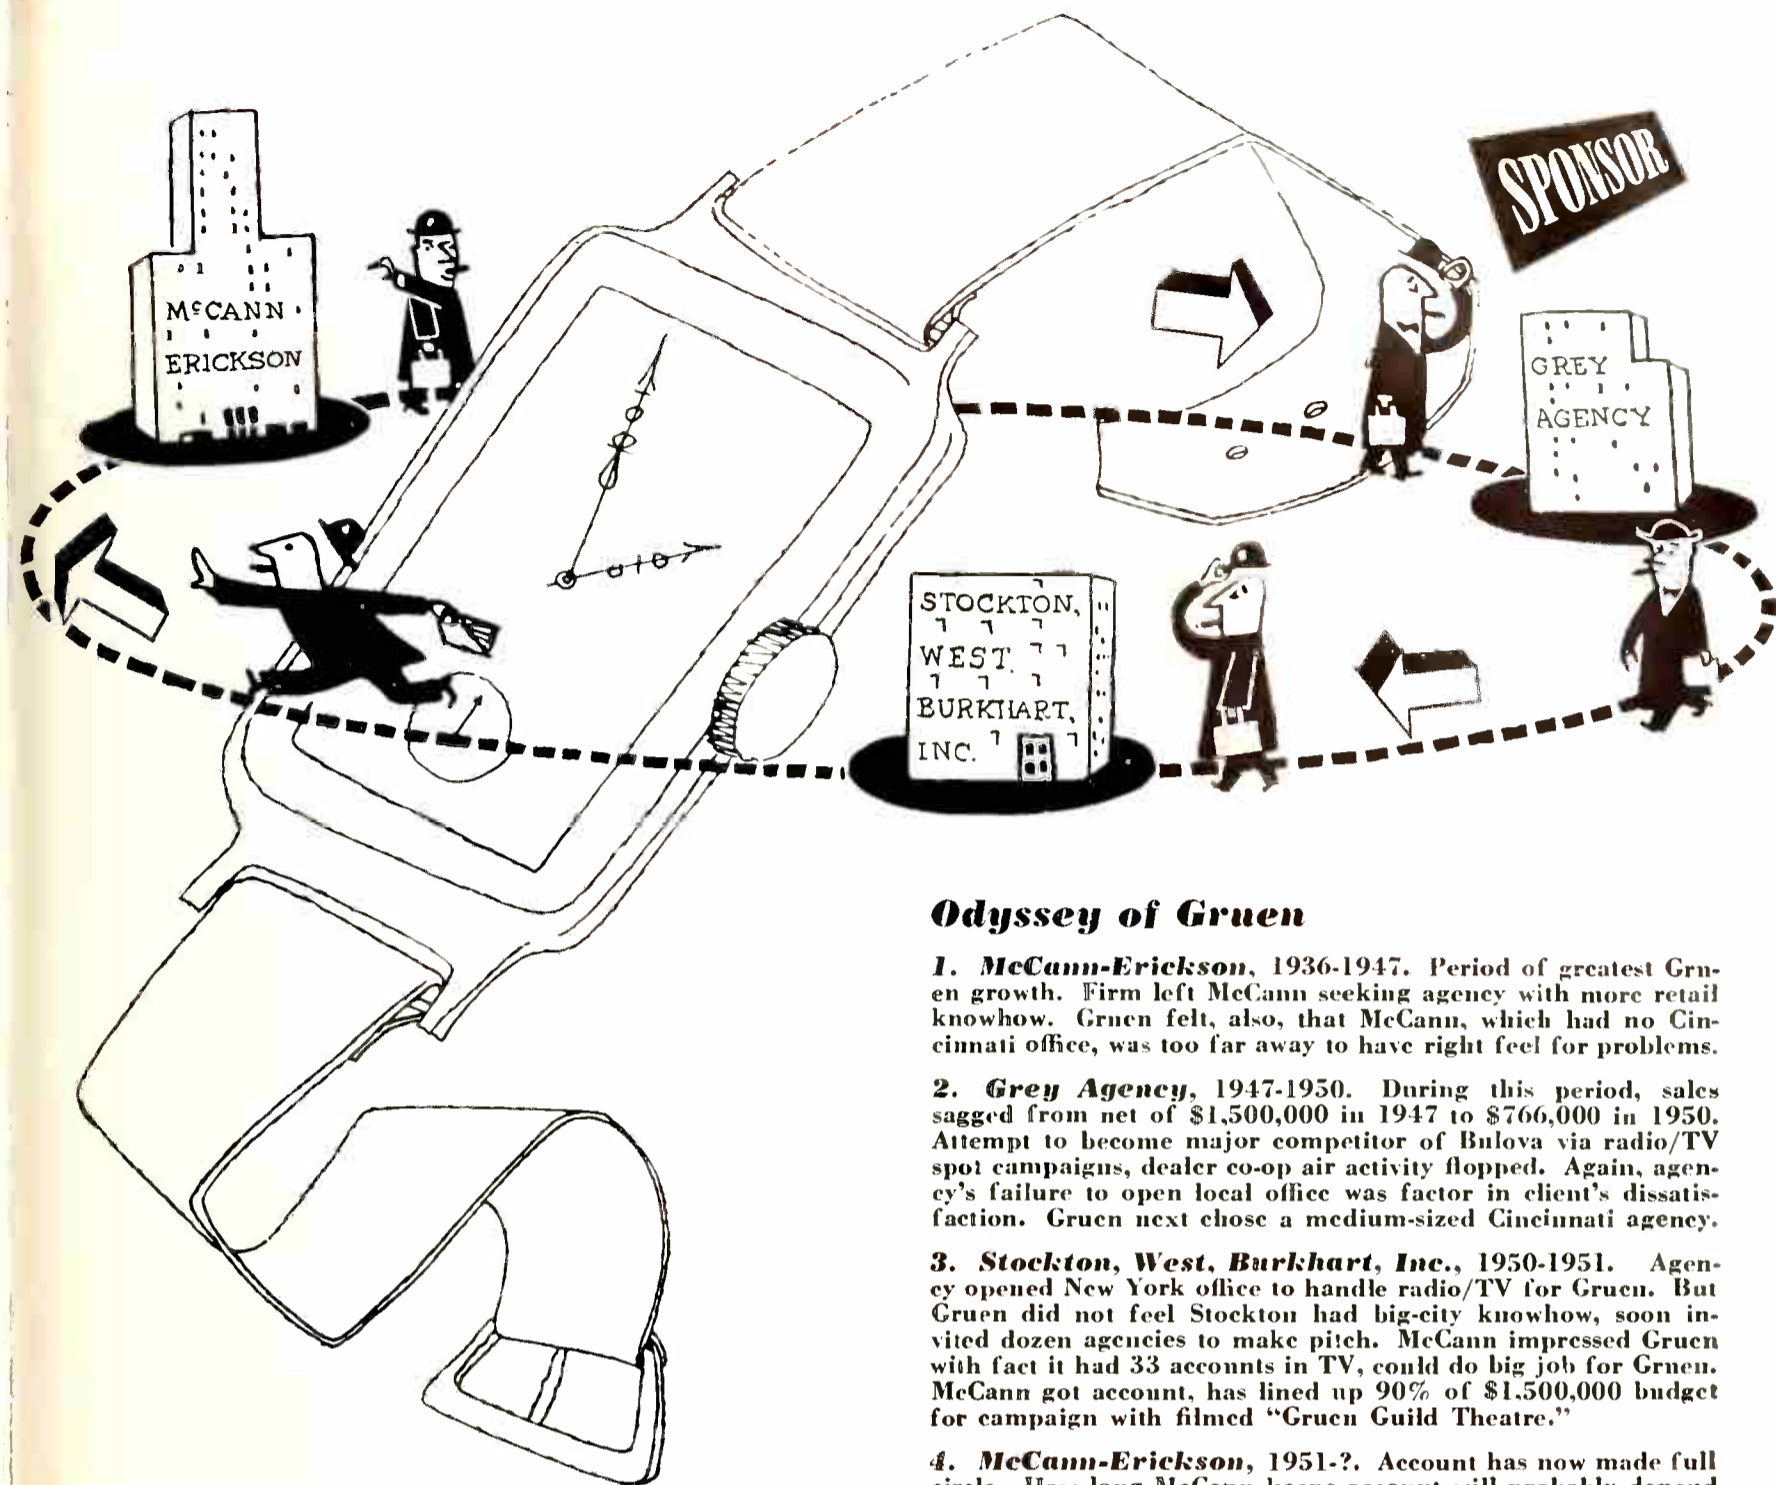 McCANN
ERICKSON
SPONSOR
GREY
AGENCY
STOCKTON,
WEST.
BURKHART,
INC.
Odyssey of Gruen
1. McCann-Erickson, 1936-1947. Period of greatest Gru-
en growth. Firm left McCann seeking agency with more retail
knowhow. Gruen felt, also, that McCann, which had no Cin-
cinnati office, was too far away to have right feel for problems.
2. Grey Agency, 1947-1950. During this period, sales
sagged from net of $1,500,000 in 1947 to $766,000 in 1950.
Attempt to become major competitor of Bulova via radio/TV
spot campaigns, dealer co-op air activity flopped. Again, agen-
cy's failure to open local office was factor in client's dissatis-
faction. Gruen next chose a medium-sized Cincinnati agency.
3. Stockton, West, Burkhart, Inc., 1950-1951. Agen-
cy opened New York office to handle radio/TV for Gruen. But
Gruen did not feel Stockton had big-city knowhow, soon in-
vited dozen agencies to make pitch. McCann impressed Gruen
with fact it had 33 accounts in TV, could do big job for Gruen.
McCann got account, has lined up 90% of $1,500,000 budget
for campaign with filmed "Gruen Guild Theatre."
4. McCann-Erickson, 1951-?. Account has now made full